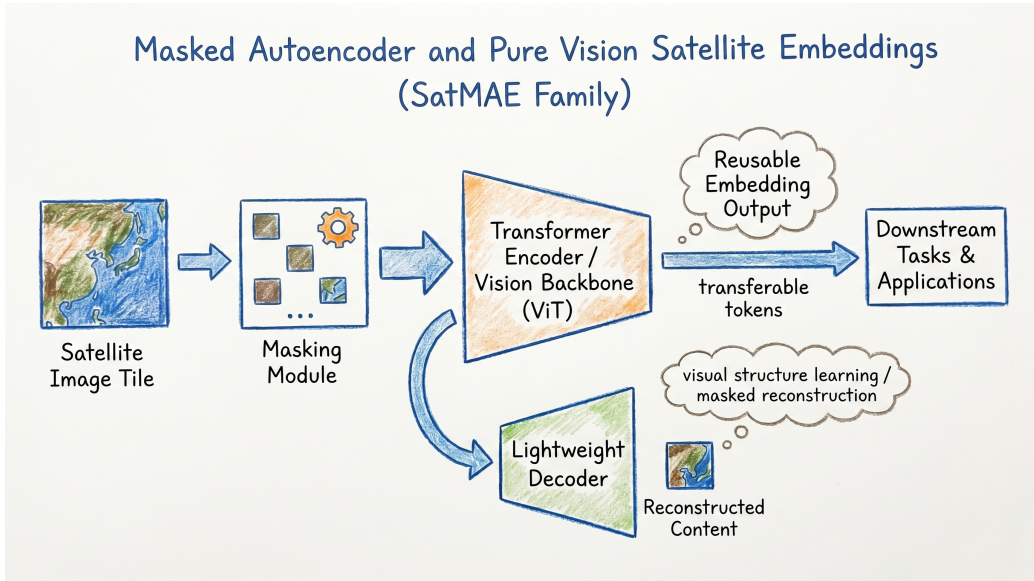 Masked Autoencoder and Pure Vision Satellite Embeddings
(SatMAE Family)
Satellite
Image Tile
Masking
Module
Transformer
Encoder /
Vision Backbone
(ViT)
Reusable
Embedding
Output
transferable
tokens
Downstream
Tasks &
Applications
Lightweight
Decoder
visual structure learning /
masked reconstruction
Reconstructed
Content